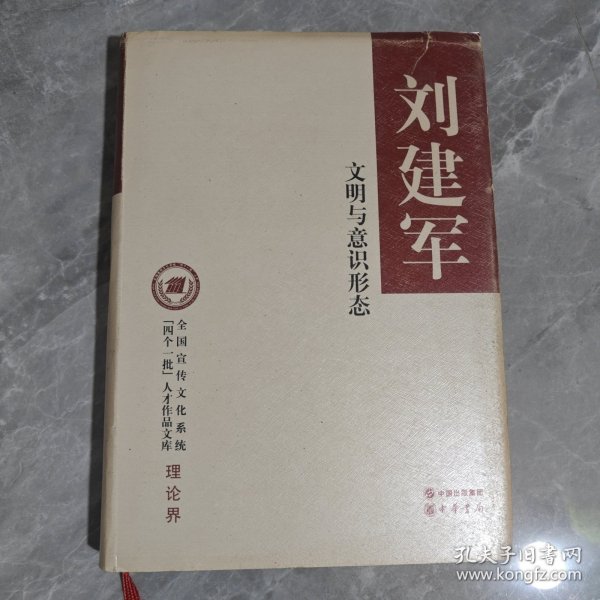 刘建军
文明与意识形态
全国宣传文化系统
「四个一批」人才作品文库
理论界
中国出版集团
中华书局
孔夫子旧书网
www.kongfz.com